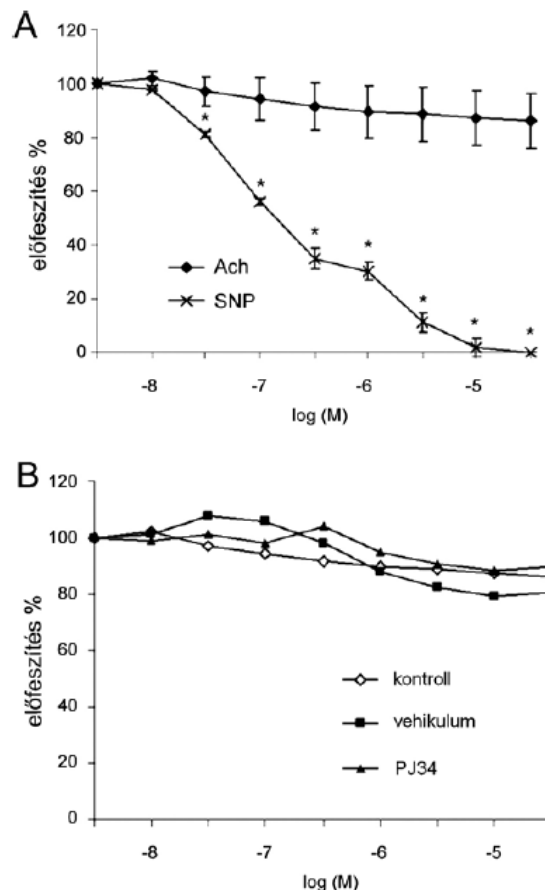 A
előfeszítés %
120
100
80
60
40
20
0
* * * * * * *
Ach
SNP
-8 -7 -6 -5
log (M)
B
előfeszítés %
120
100
80
60
40
20
0
kontroll
vehikulum
PJ34
-8 -7 -6 -5
log (M)